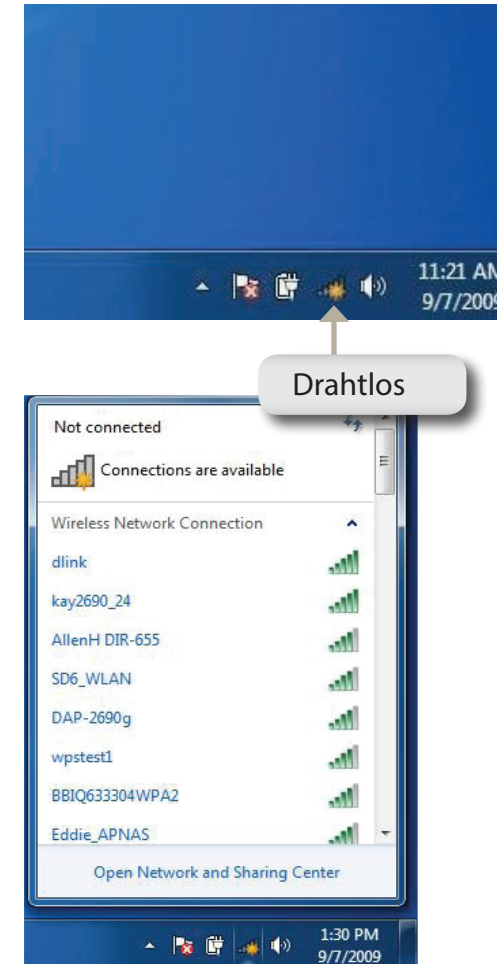 11:21 AM
9/7/2009
Drahtlos
Not connected
Connections are available
Wireless Network Connection
dlink
kay2690_24
AllenH DIR-655
SD6_WLAN
DAP-2690g
wpstest1
BBIQ633304WPA2
Eddie_APNAS
Open Network and Sharing Center
1:30 PM
9/7/2009